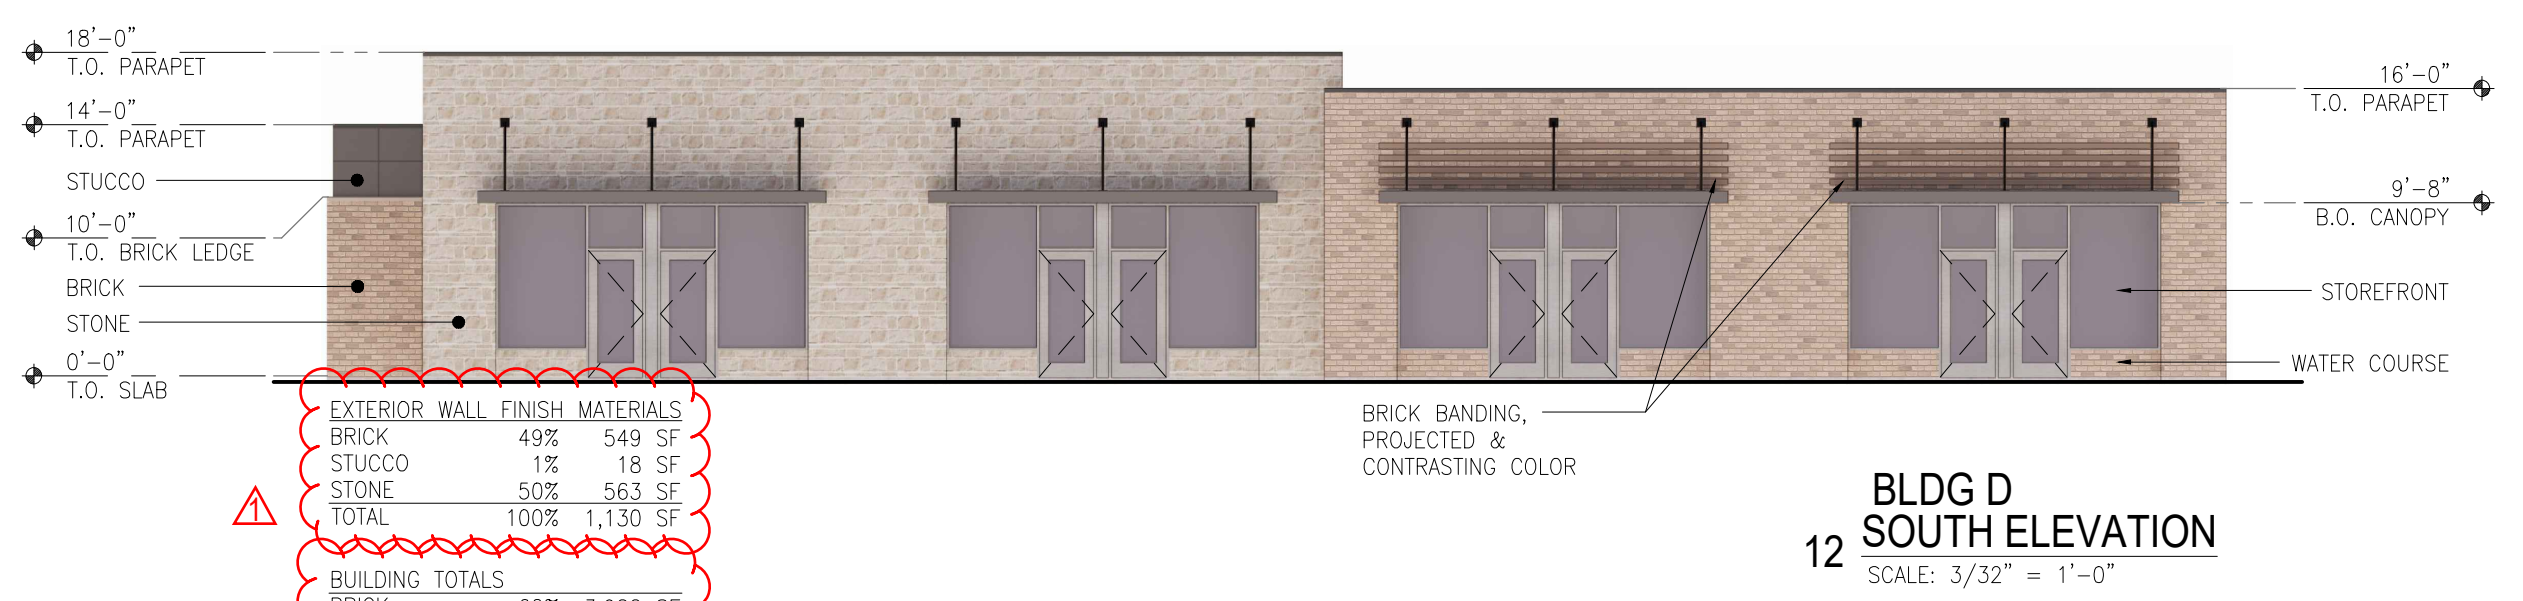 18'-0"
T.O. PARAPET
14'-0"
T.O. PARAPET
STUCCO
10'-0"
T.O. BRICK LEDGE
BRICK
STONE
0'-0"
T.O. SLAB
16'-0"
T.O. PARAPET
9'-8"
B.O. CANOPY
STOREFRONT
WATER COURSE
EXTERIOR WALL FINISH MATERIALS
BRICK 49% 549 SF
STUCCO 1% 18 SF
STONE 50% 563 SF
TOTAL 100% 1,130 SF
1
BUILDING TOTALS
BRICK
BRICK BANDING,
PROJECTED &
CONTRASTING COLOR
BLDG D
12 SOUTH ELEVATION
SCALE: 3/32" = 1'-0"